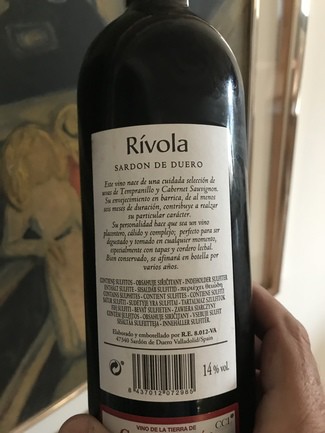 Rívola
SARDON DE DUERO
Este vino nace de una cuidada selección de
uvas de Tempranillo y Cabernet Sauvignon.
Su envejecimiento en barrica, de al menos
seis meses de duración, contribuye a realzar
su particular carácter.
Su personalidad hace que sea un vino
placentero, cálido y complejo; perfecto para ser
degustado y tomado en cualquier momento,
especialmente con tapas y cordero lechal.
Bien conservado, se afinará en botella por
varios años.
CONTIENE SULFITOS
CONTIENT DES SULFITES
Elaborado y embotellado por R.E. 8.012-VA
47340 Sardón de Duero Valladolid/Spain
14% vol.
8 437012 072985
VINO DE LA TIERRA DE